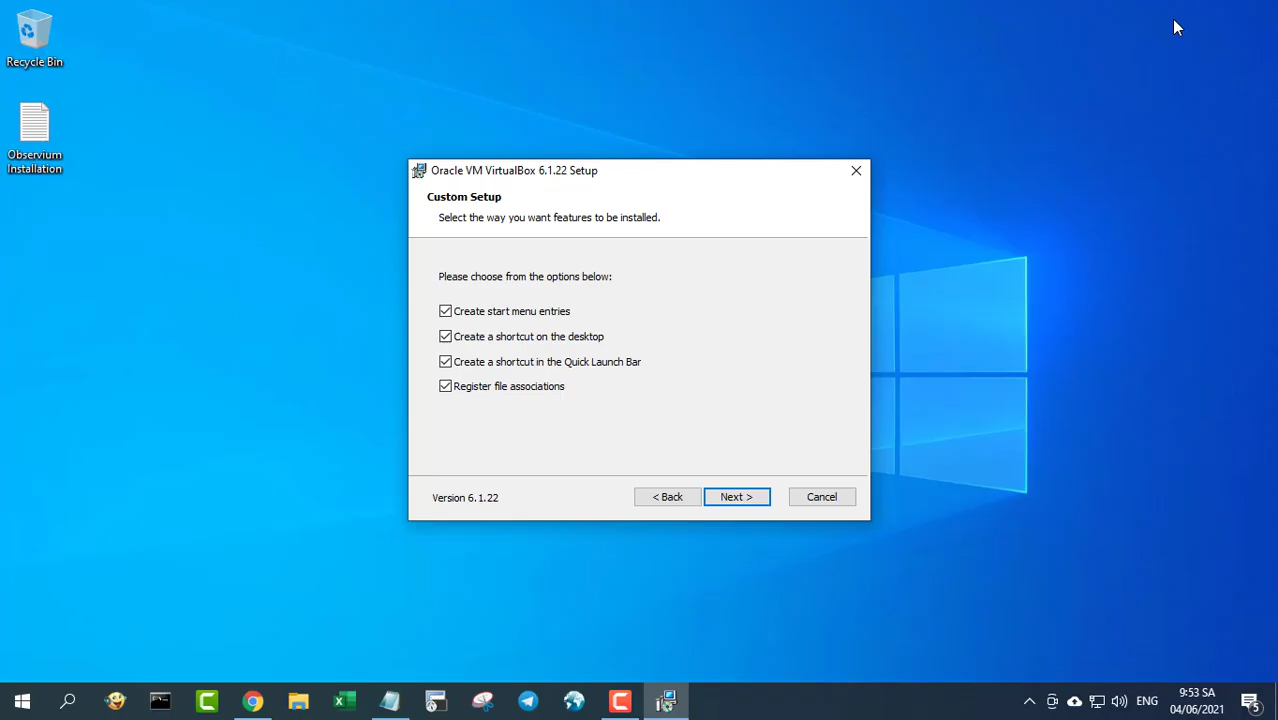 Recycle Bin
Observium
Installation
Oracle VM VirtualBox 6.1.22 Setup
Custom Setup
Select the way you want features to be installed.
Please choose from the options below:
Create start menu entries
Create a shortcut on the desktop
Create a shortcut in the Quick Launch Bar
Register file associations
Version 6.1.22
< Back
Next >
Cancel
ENG
9:53 SA
04/06/2021
5